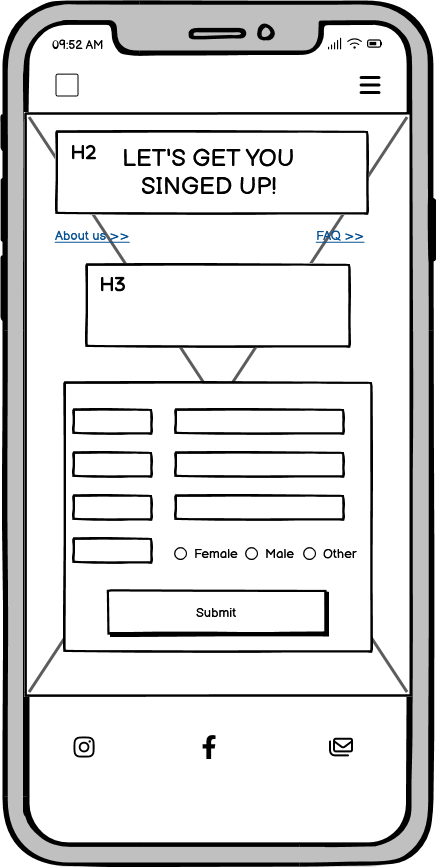 09:52 AM
H2 LET'S GET YOU
SINGED UP!
About us >> FAQ >>
H3
Female Male Other
Submit